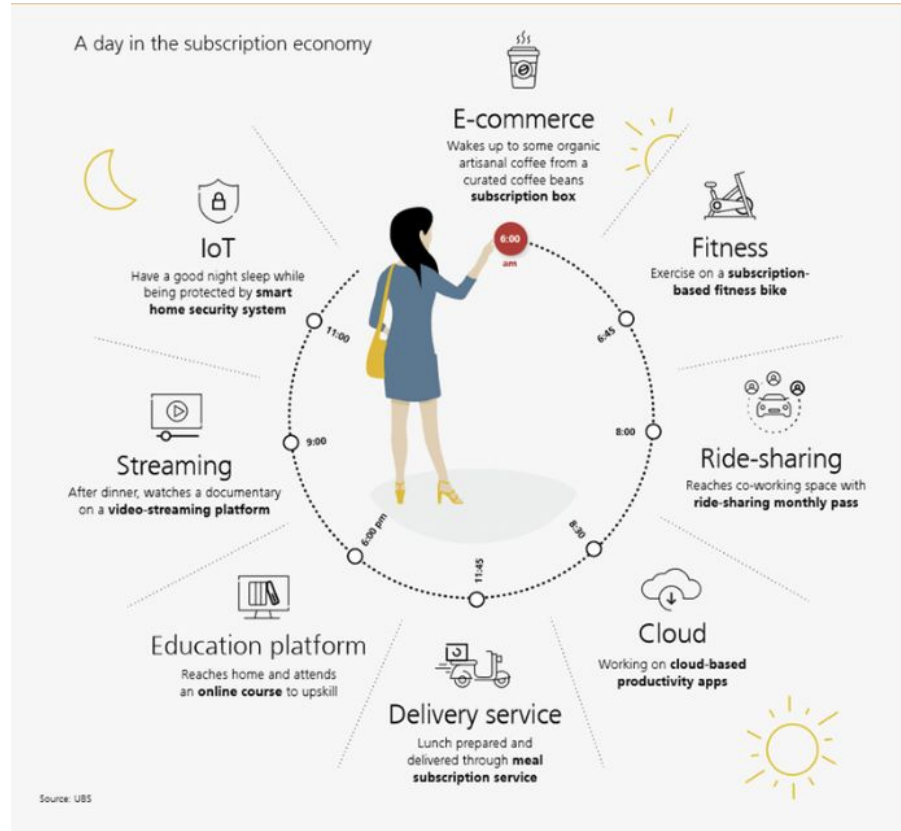 A day in the subscription economy
E-commerce
Wakes up to some organic
artisanal coffee from a
curated coffee beans
subscription box
6:00
am
Fitness
Exercise on a subscription-
based fitness bike
6:45
Ride-sharing
Reaches co-working space with
ride-sharing monthly pass
8:00
Cloud
Working on cloud-based
productivity apps
8:30
Delivery service
Lunch prepared and
delivered through meal
subscription service
11:45
Education platform
Reaches home and attends
an online course to upskill
6:00 pm
Streaming
After dinner, watches a documentary
on a video-streaming platform
9:00
IoT
Have a good night sleep while
being protected by smart
home security system
11:00
Source: UBS